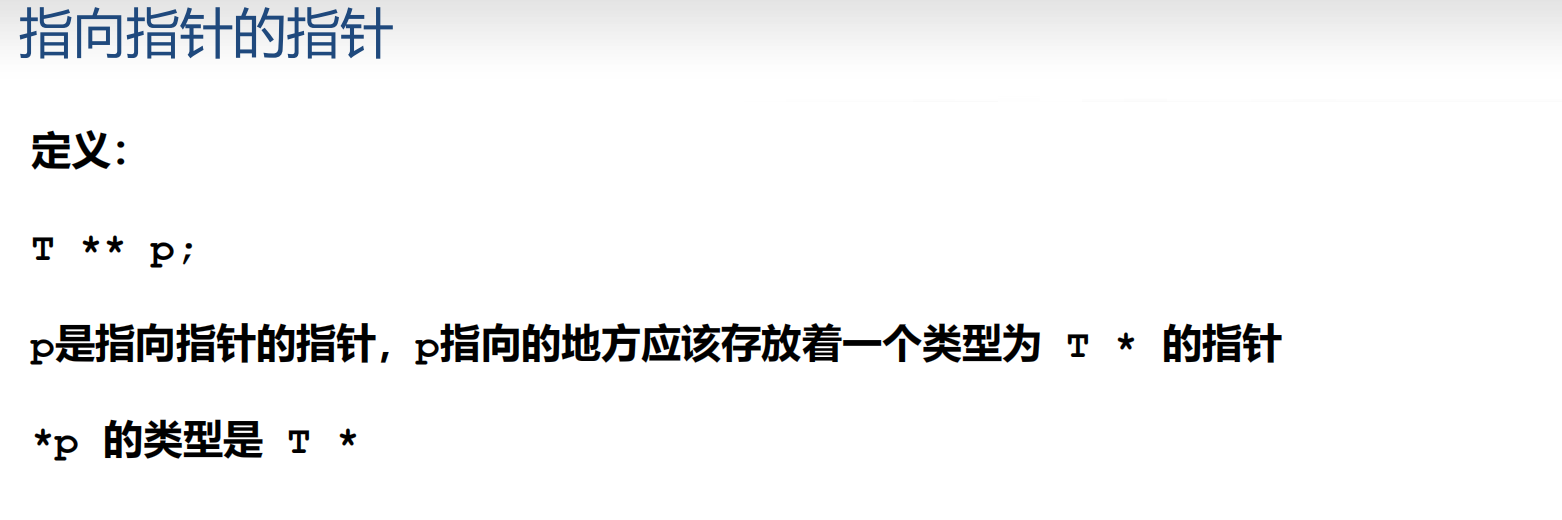 指向指针的指针
定义：
T ** p;
p是指向指针的指针，p指向的地方应该存放着一个类型为 T * 的指针
*p 的类型是 T *